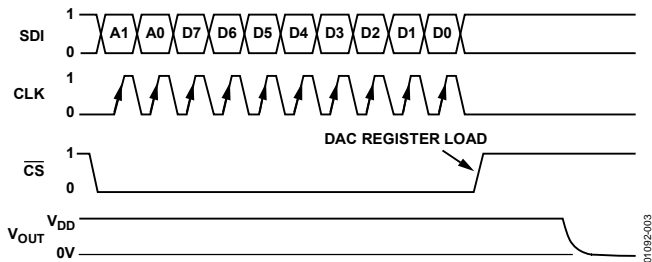 1
SDI
0
A1 A0 D7 D6 D5 D4 D3 D2 D1 D0
1
CLK
0
DAC REGISTER LOAD
1
CS
0
VDD
VOUT
0V
01092-003